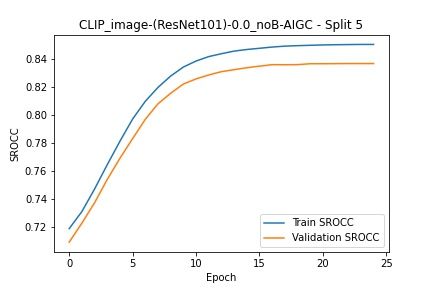 CLIP_image-(ResNet101)-0.0_noB-AIGC - Split 5
0.84
0.82
0.80
0.78
0.76
0.74
0.72
SROCC
Train SROCC
Validation SROCC
0 5 10 15 20 25
Epoch